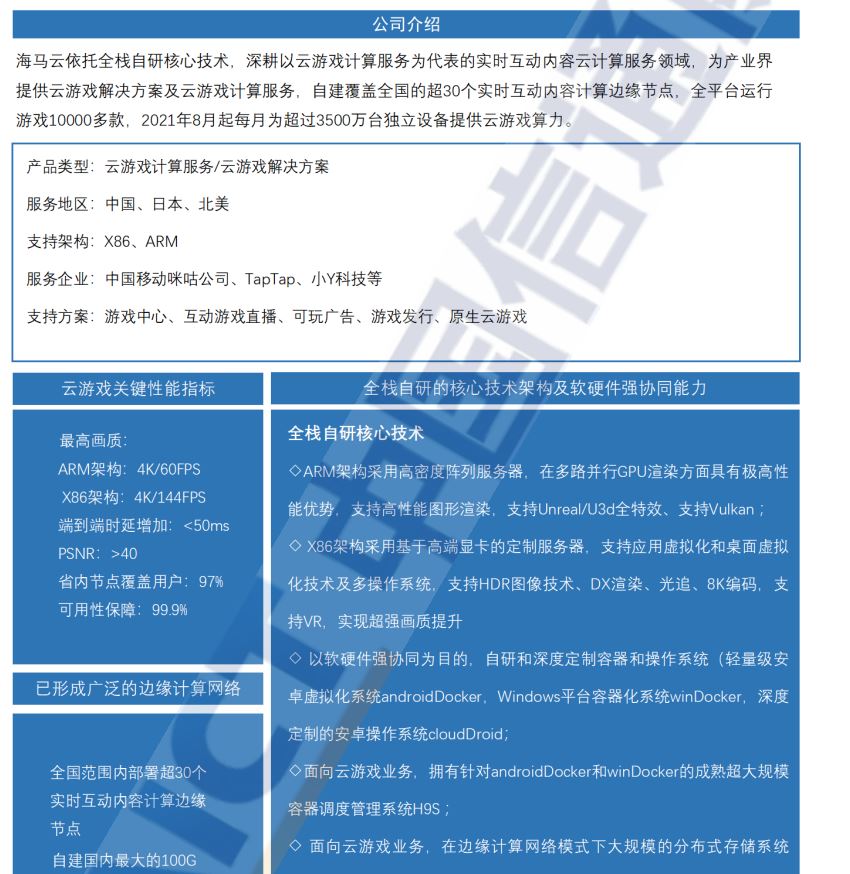 公司介绍
海马云依托全栈自研核心技术，深耕以云游戏计算服务为代表的实时互动内容云计算服务领域，为产业界
提供云游戏解决方案及云游戏计算服务，自建覆盖全国的超30个实时互动内容计算边缘节点，全平台运行
游戏10000多款，2021年8月起每月为超过3500万台独立设备提供云游戏算力。
产品类型：云游戏计算服务/云游戏解决方案
服务地区：中国、日本、北美
支持架构：X86、ARM
服务企业：中国移动咪咕公司、TapTap、小Y科技等
支持方案：游戏中心、互动游戏直播、可玩广告、游戏发行、原生云游戏
云游戏关键性能指标
最高画质：
ARM架构：4K/60FPS
X86架构：4K/144FPS
端到端时延增加：<50ms
PSNR：>40
省内节点覆盖用户：97%
可用性保障：99.9%
已形成广泛的边缘计算网络
全国范围内部署超30个
实时互动内容计算边缘
节点
自建国内最大的100G
全栈自研的核心技术架构及软硬件强协同能力
全栈自研核心技术
◇ARM架构采用高密度阵列服务器，在多路并行GPU渲染方面具有极高性
能优势，支持高性能图形渲染，支持Unreal/U3d全特效、支持Vulkan；
◇ X86架构采用基于高端显卡的定制服务器，支持应用虚拟化和桌面虚拟
化技术及多操作系统，支持HDR图像技术、DX渲染、光追、8K编码，支
持VR，实现超强画质提升
◇ 以软硬件强协同为目的，自研和深度定制容器和操作系统（轻量级安
卓虚拟化系统androidDocker，Windows平台容器化系统winDocker，深度
定制的安卓操作系统cloudDroid；
◇面向云游戏业务，拥有针对androidDocker和winDocker的成熟超大规模
容器调度管理系统H9S；
◇ 面向云游戏业务，在边缘计算网络模式下大规模的分布式存储系统
ICT中国信通院